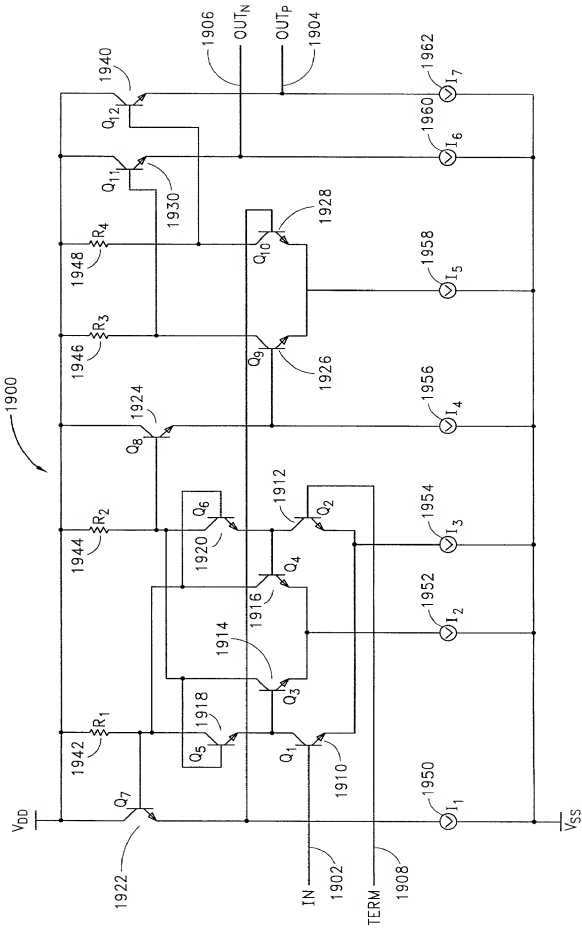 1900
VDD
VSS
1942
R1
1944
R2
1946
R3
1948
R4
Q12
1940
Q11
1930
1906
OUTN
1904
OUTP
Q7
1922
Q8
1924
Q5
1918
Q6
1920
Q3
1914
Q4
1916
Q1
1910
Q2
1912
Q9
1926
Q10
1928
IN
1902
TERM
1908
1950
I1
1952
I2
1954
I3
1956
I4
1958
I5
1960
I6
1962
I7